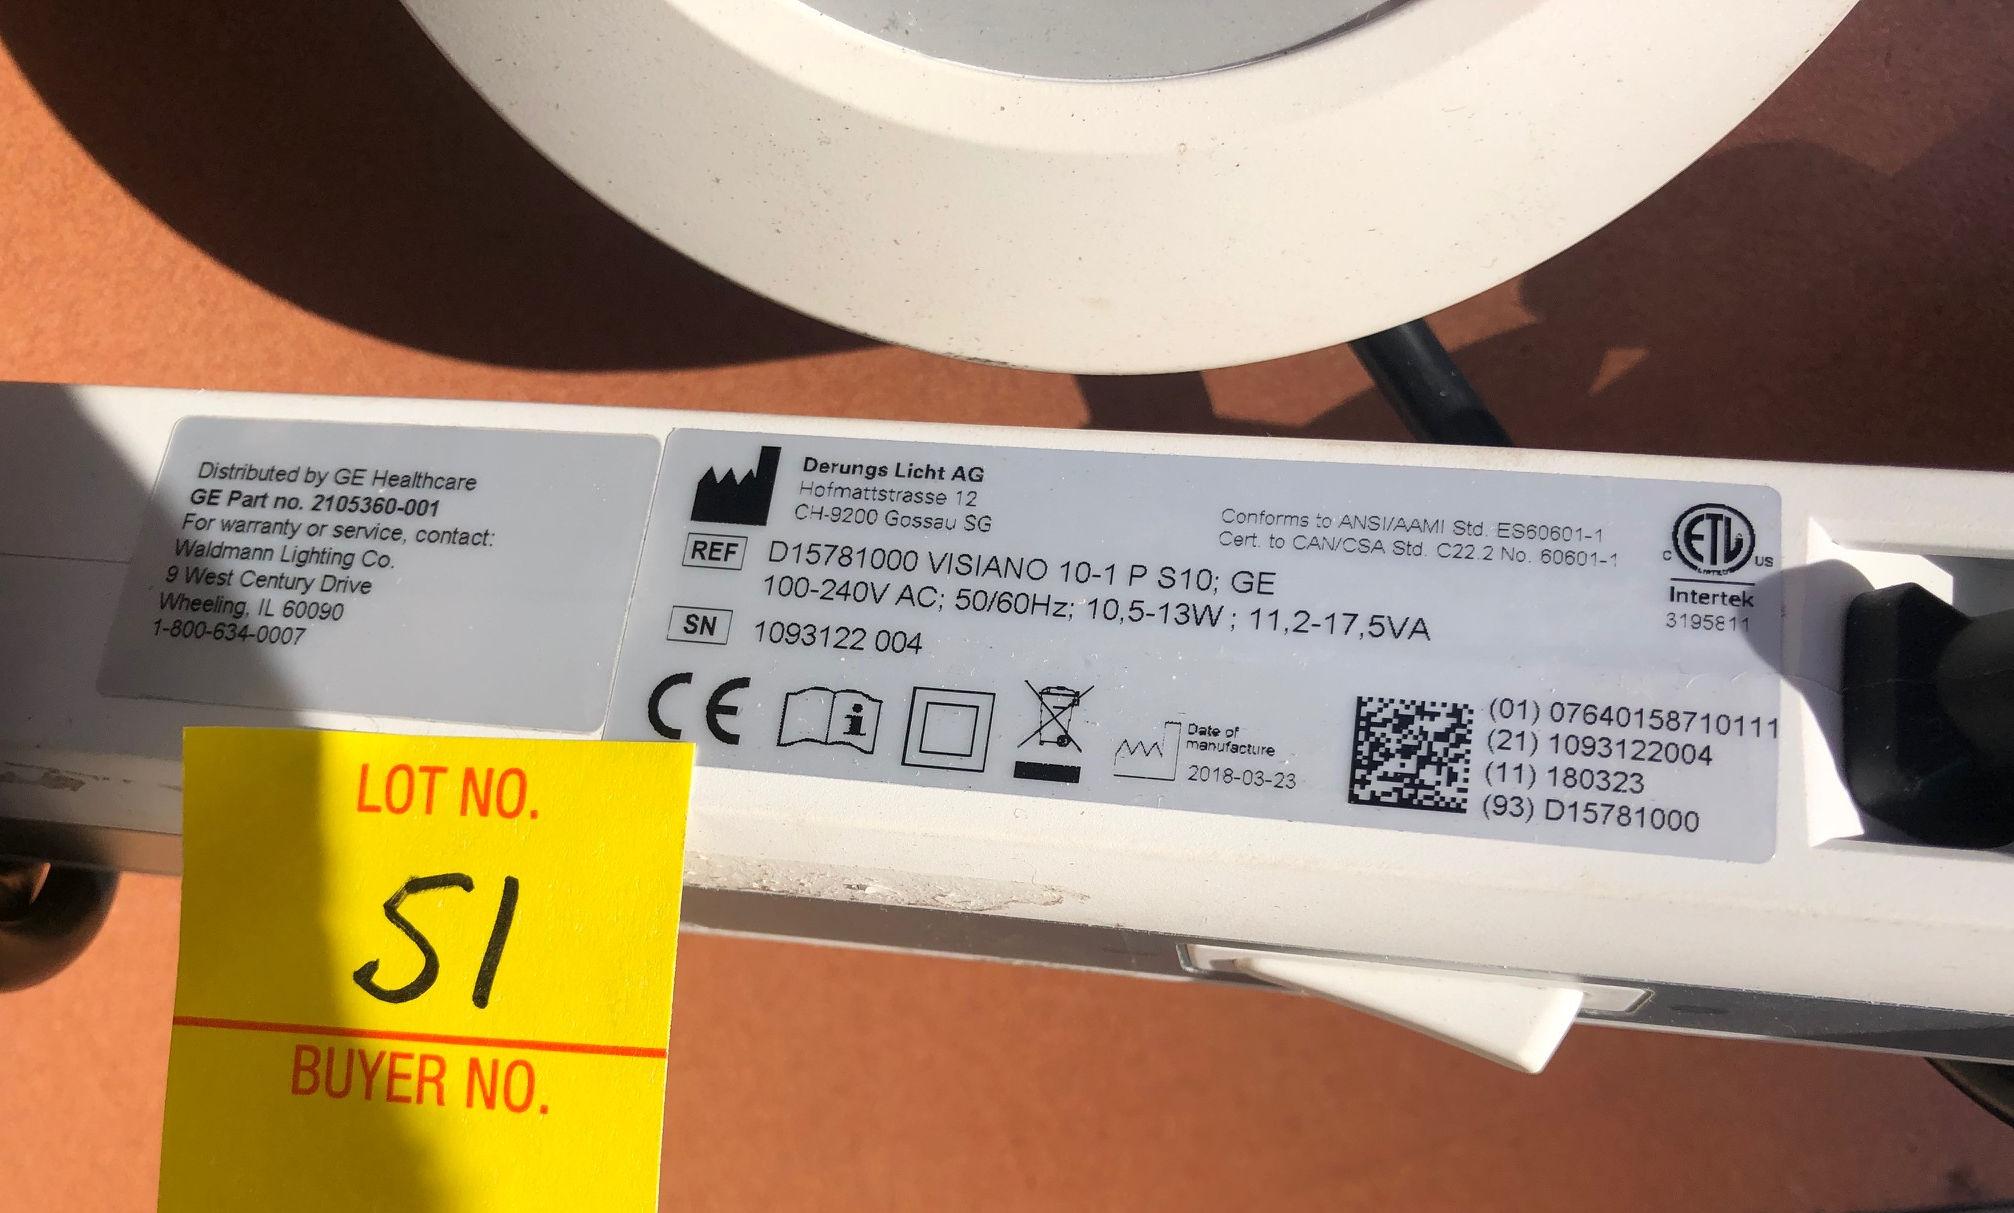 Distributed by GE Healthcare
GE Part no. 2105360-001
For warranty or service, contact:
Waldmann Lighting Co.
9 West Century Drive
Wheeling, IL 60090
1-800-634-0007
Derungs Licht AG
Hofmattstrasse 12
CH-9200 Gossau SG
Conforms to ANSI/AAMI Std. ES60601-1
Cert. to CAN/CSA Std. C22.2 No. 60601-1
C ETL US
LISTED
Intertek
3195811
REF D15781000 VISIANO 10-1 P S10; GE
100-240V AC; 50/60Hz; 10,5-13W ; 11,2-17,5VA
SN 1093122 004
CE
Date of
manufacture
2018-03-23
(01) 07640158710111
(21) 1093122004
(11) 180323
(93) D15781000
LOT NO.
51
BUYER NO.